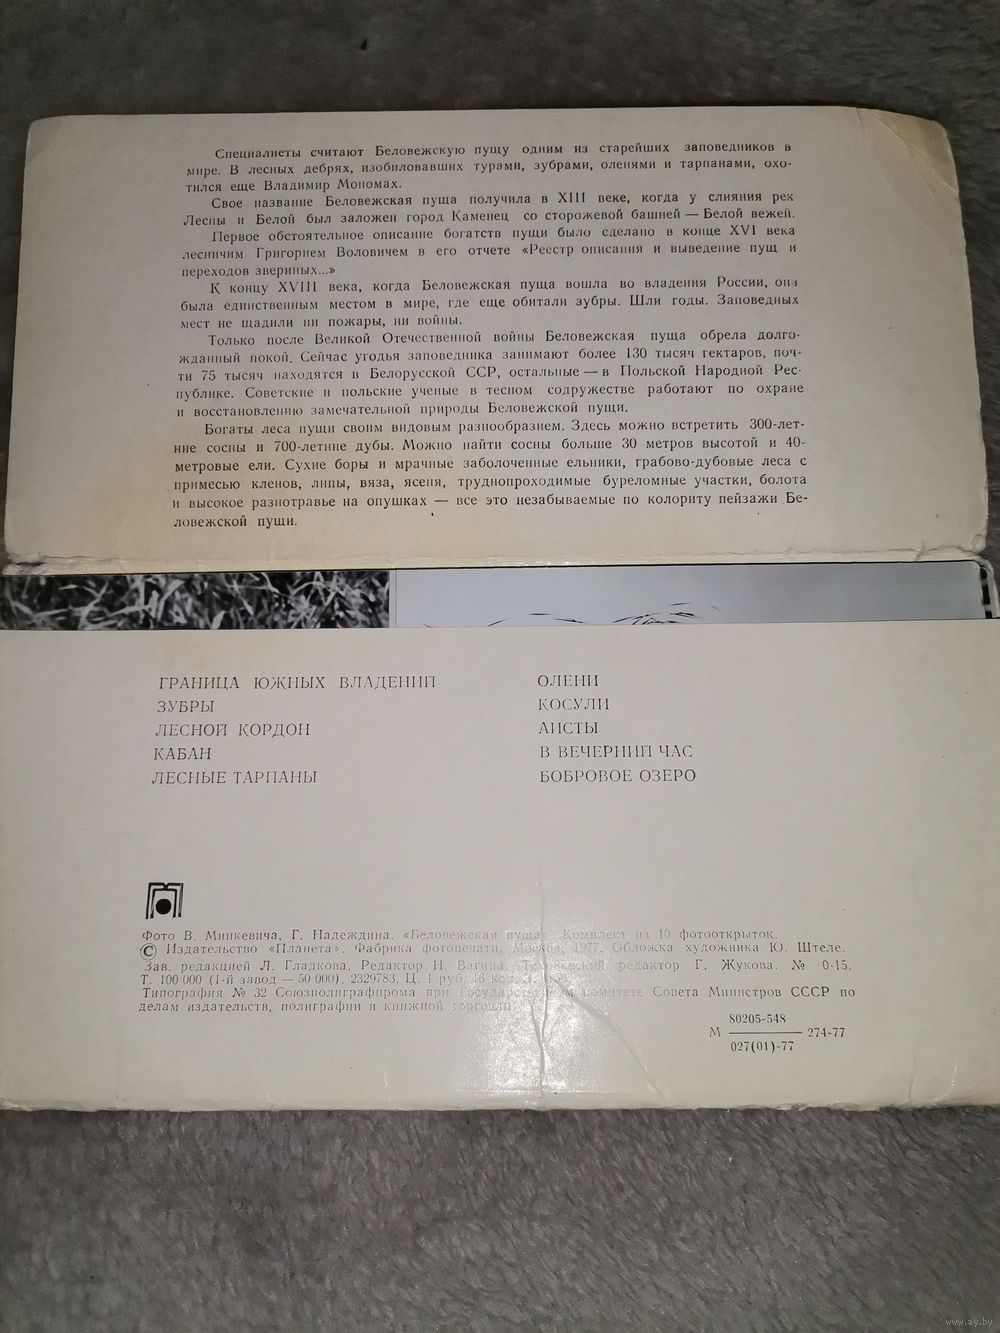 Специалисты считают Беловежскую пущу одним из старейших заповедников в
мире. В лесных дебрях, изобиловавших турами, зубрами, оленями и тарпанами, охо-
тился еще Владимир Мономах.
Свое название Беловежская пуща получила в XIII веке, когда у слияния рек
Лесны и Белой был заложен город Каменец со сторожевой башней — Белой вежей.
Первое обстоятельное описание богатств пущи было сделано в конце XVI века
лесничим Григорием Воловичем в его отчете «Реестр описания и выведение пущ и
переходов звериных...»
К концу XVIII века, когда Беловежская пуща вошла во владения России, она
была единственным местом в мире, где еще обитали зубры. Шли годы. Заповедных
мест не щадили ни пожары, ни войны.
Только после Великой Отечественной войны Беловежская пуща обрела долго-
жданный покой. Сейчас угодья заповедника занимают более 130 тысяч гектаров, поч-
ти 75 тысяч находятся в Белорусской ССР, остальные — в Польской Народной Рес-
публике. Советские и польские ученые в тесном содружестве работают по охране
и восстановлению замечательной природы Беловежской пущи.
Богаты леса пущи своим видовым разнообразием. Здесь можно встретить 300-лет-
ние сосны и 700-летние дубы. Можно найти сосны больше 30 метров высотой и 40-
метровые ели. Сухие боры и мрачные заболоченные ельники, грабово-дубовые леса с
примесью кленов, липы, вяза, ясеня, труднопроходимые буреломные участки, болота
и высокое разнотравье на опушках — все это незабываемые по колориту пейзажи Бе-
ловежской пущи.
ГРАНИЦА ЮЖНЫХ ВЛАДЕНИЙ
ЗУБРЫ
ЛЕСНОЙ КОРДОН
КАБАН
ЛЕСНЫЕ ТАРПАНЫ
ОЛЕНИ
КОСУЛИ
АИСТЫ
В ВЕЧЕРНИЙ ЧАС
БОБРОВОЕ ОЗЕРО
Фото В. Минкевича, Г. Надеждина. «Беловежская пуща». Комплект из 10 фотооткрыток.
© Издательство «Планета». Фабрика фотопечати. Москва, 1977. Обложка художника Ю. Штеле.
Зав. редакцией Л. Гладкова. Редактор Н. Вагина. Технический редактор Г. Жукова. № 0-15.
Т. 100 000 (1-й завод — 50 000). 2329783. Ц. 1 руб.
Типография № 32 Союзполиграфпрома при Государственном комитете Совета Министров СССР по
делам издательств, полиграфии и книжной торговли.
80205-548
М 274-77
027(01)-77
www.ay.by